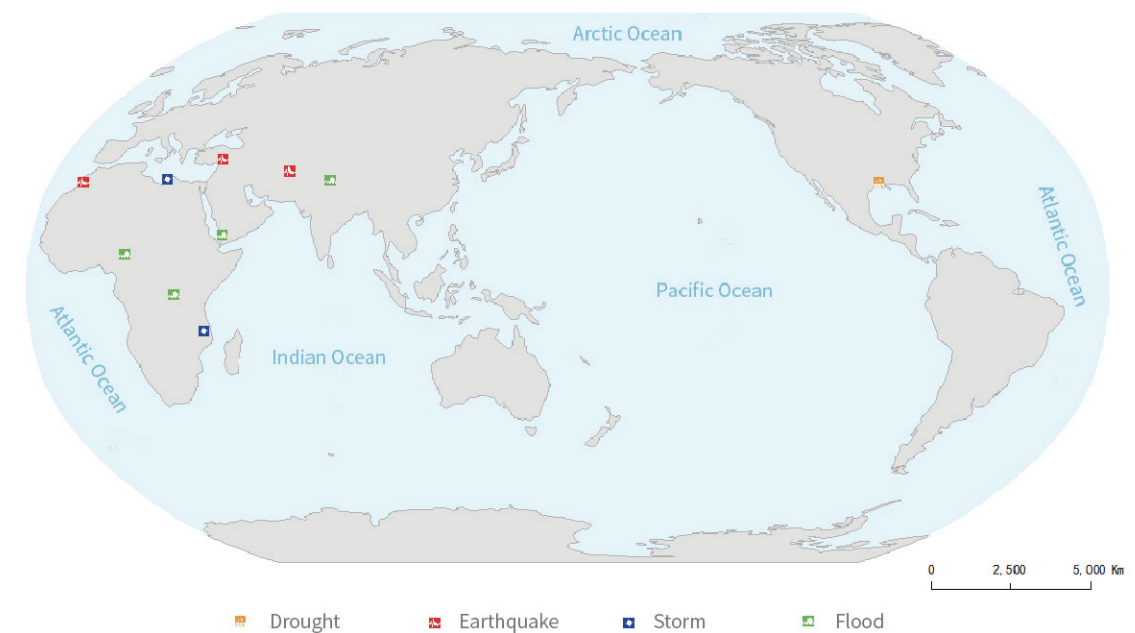 Arctic Ocean
Atlantic Ocean
Pacific Ocean
Atlantic Ocean
Indian Ocean
0 2,500 5,000 Km
Drought Earthquake Storm Flood